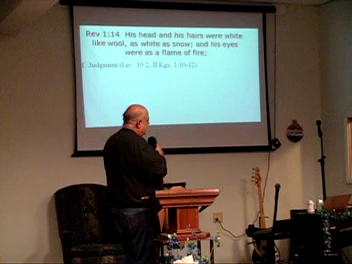 Rev 1:14 His head and his hairs were white
like wool, as white as snow; and his eyes
were as a flame of fire;
Judgment (Lev. 10:2; II Kgs. 1:10-12)